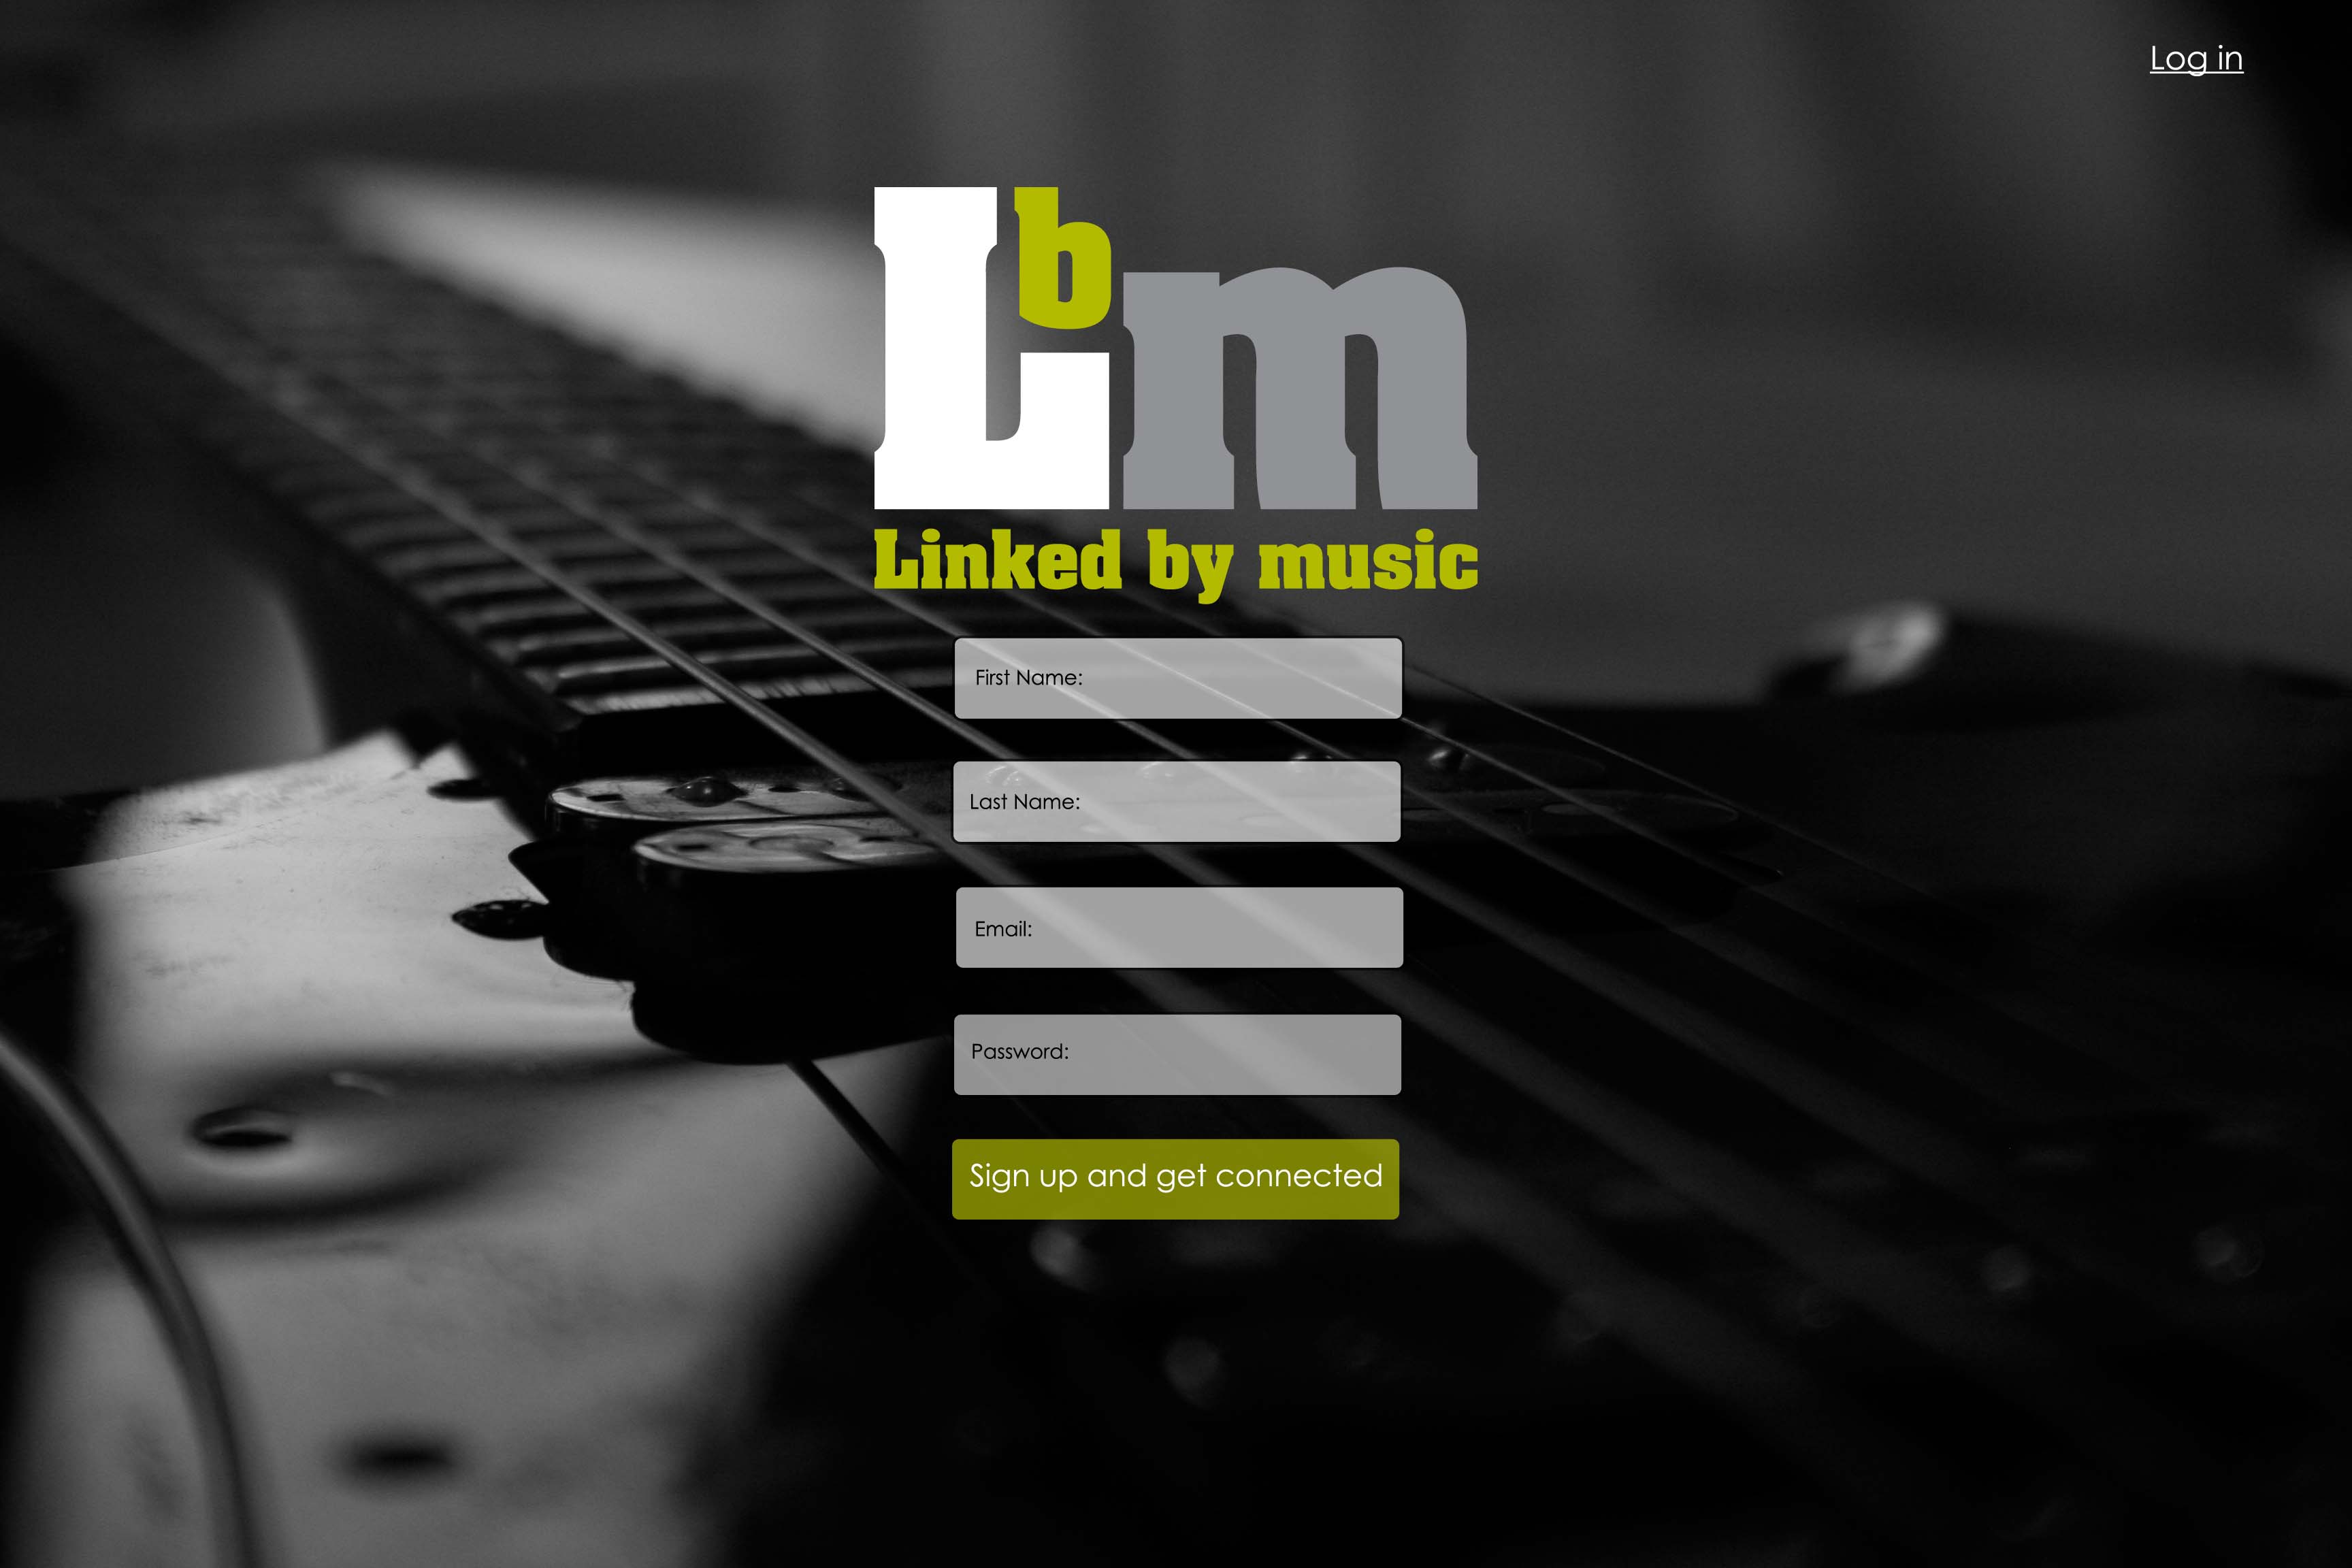 Log in
Lbm
Linked by music
First Name:
Last Name:
Email:
Password:
Sign up and get connected